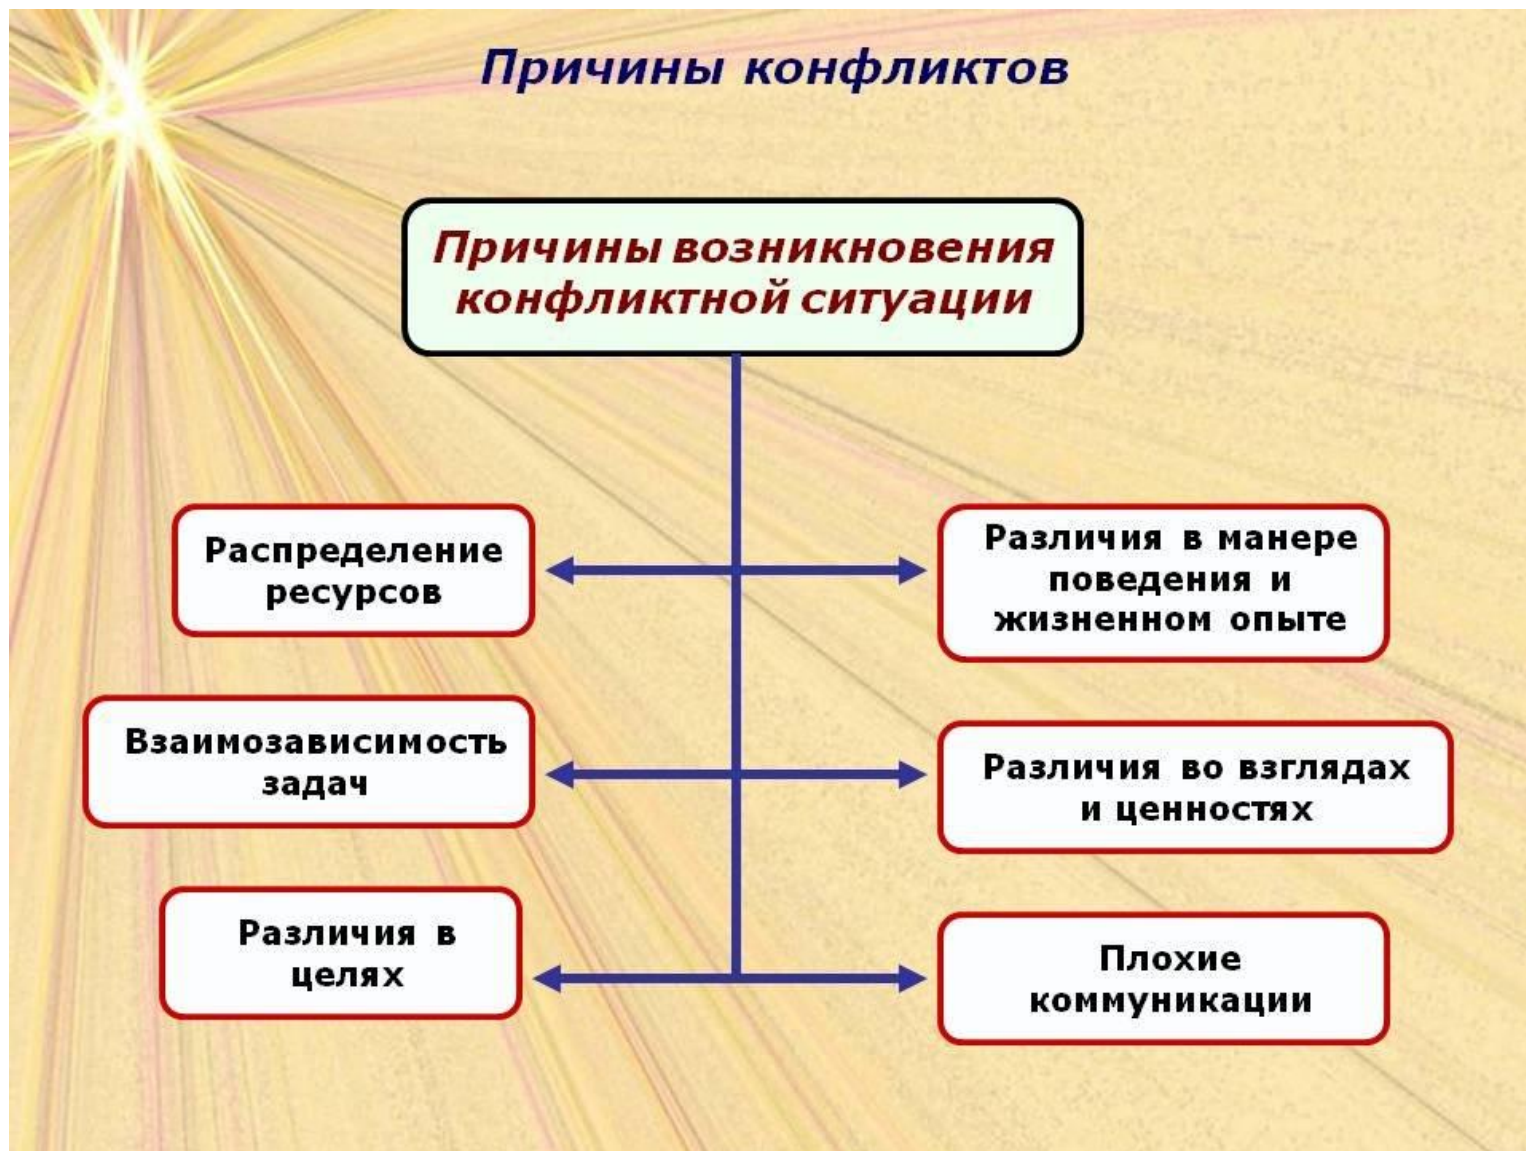 Причины конфликтов
Причины возникновения
конфликтной ситуации
Распределение
ресурсов
Различия в манере
поведения и
жизненном опыте
Взаимозависимость
задач
Различия во взглядах
и ценностях
Различия в
целях
Плохие
коммуникации